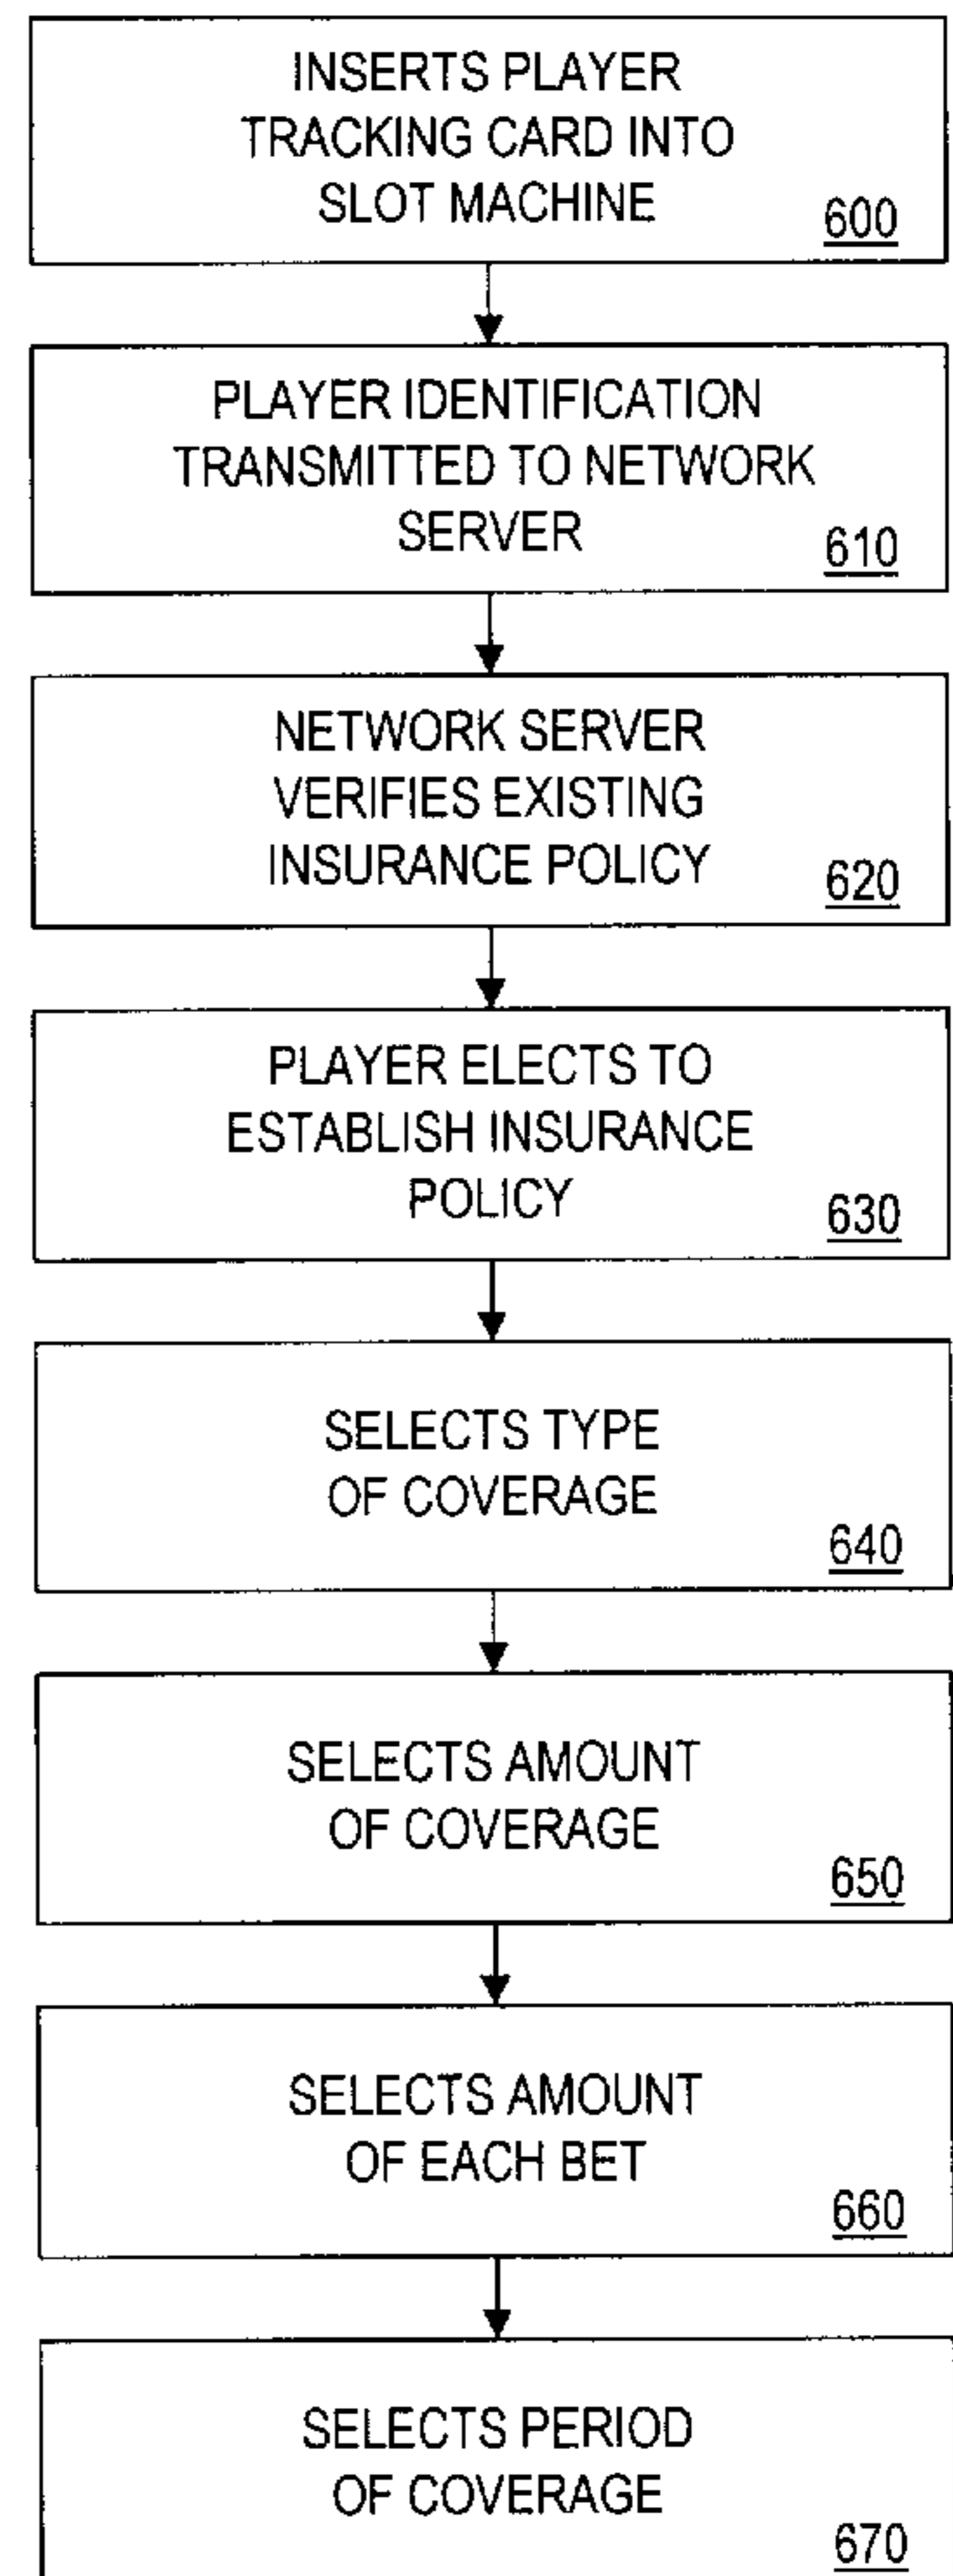 INSERTS PLAYER
TRACKING CARD INTO
SLOT MACHINE
600
PLAYER IDENTIFICATION
TRANSMITTED TO NETWORK
SERVER
610
NETWORK SERVER
VERIFIES EXISTING
INSURANCE POLICY
620
PLAYER ELECTS TO
ESTABLISH INSURANCE
POLICY
630
SELECTS TYPE
OF COVERAGE
640
SELECTS AMOUNT
OF COVERAGE
650
SELECTS AMOUNT
OF EACH BET
660
SELECTS PERIOD
OF COVERAGE
670